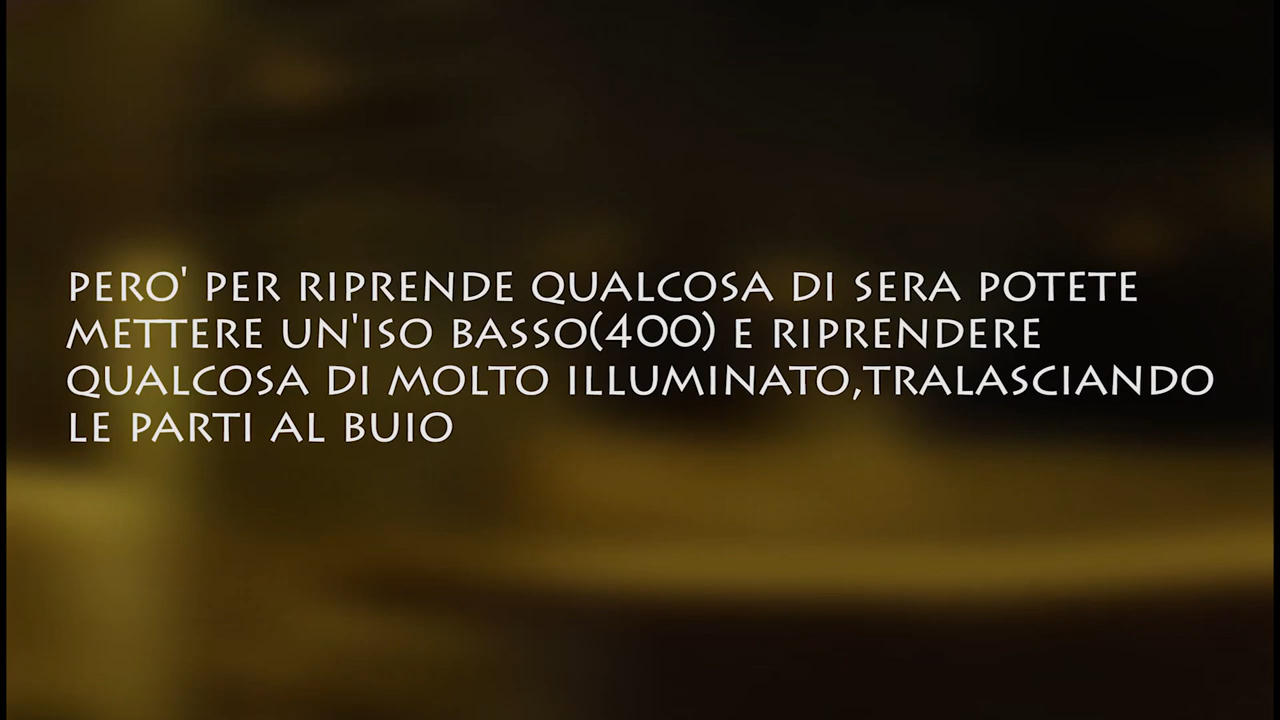 PERO' PER RIPRENDE QUALCOSA DI SERA POTETE
METTERE UN'ISO BASSO(400) E RIPRENDERE
QUALCOSA DI MOLTO ILLUMINATO,TRALASCIANDO
LE PARTI AL BUIO